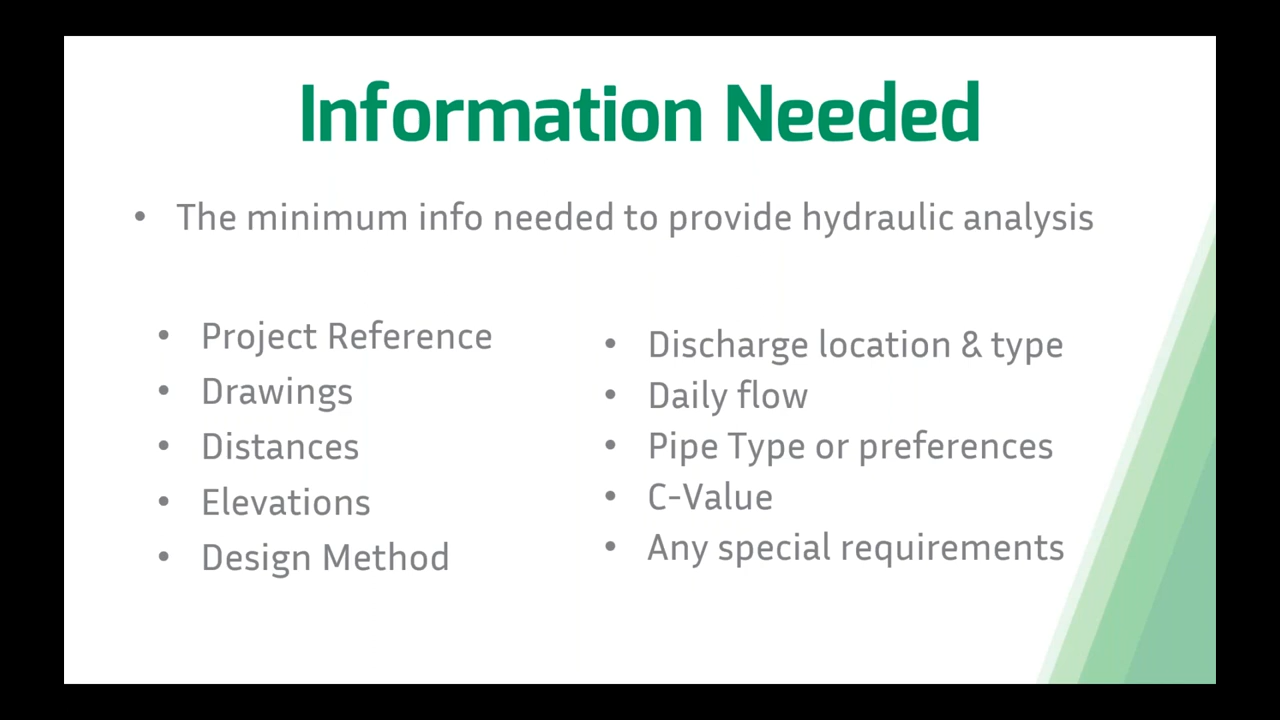 Information Needed
• The minimum info needed to provide hydraulic analysis
• Project Reference
• Drawings
• Distances
• Elevations
• Design Method
• Discharge location & type
• Daily flow
• Pipe Type or preferences
• C-Value
• Any special requirements